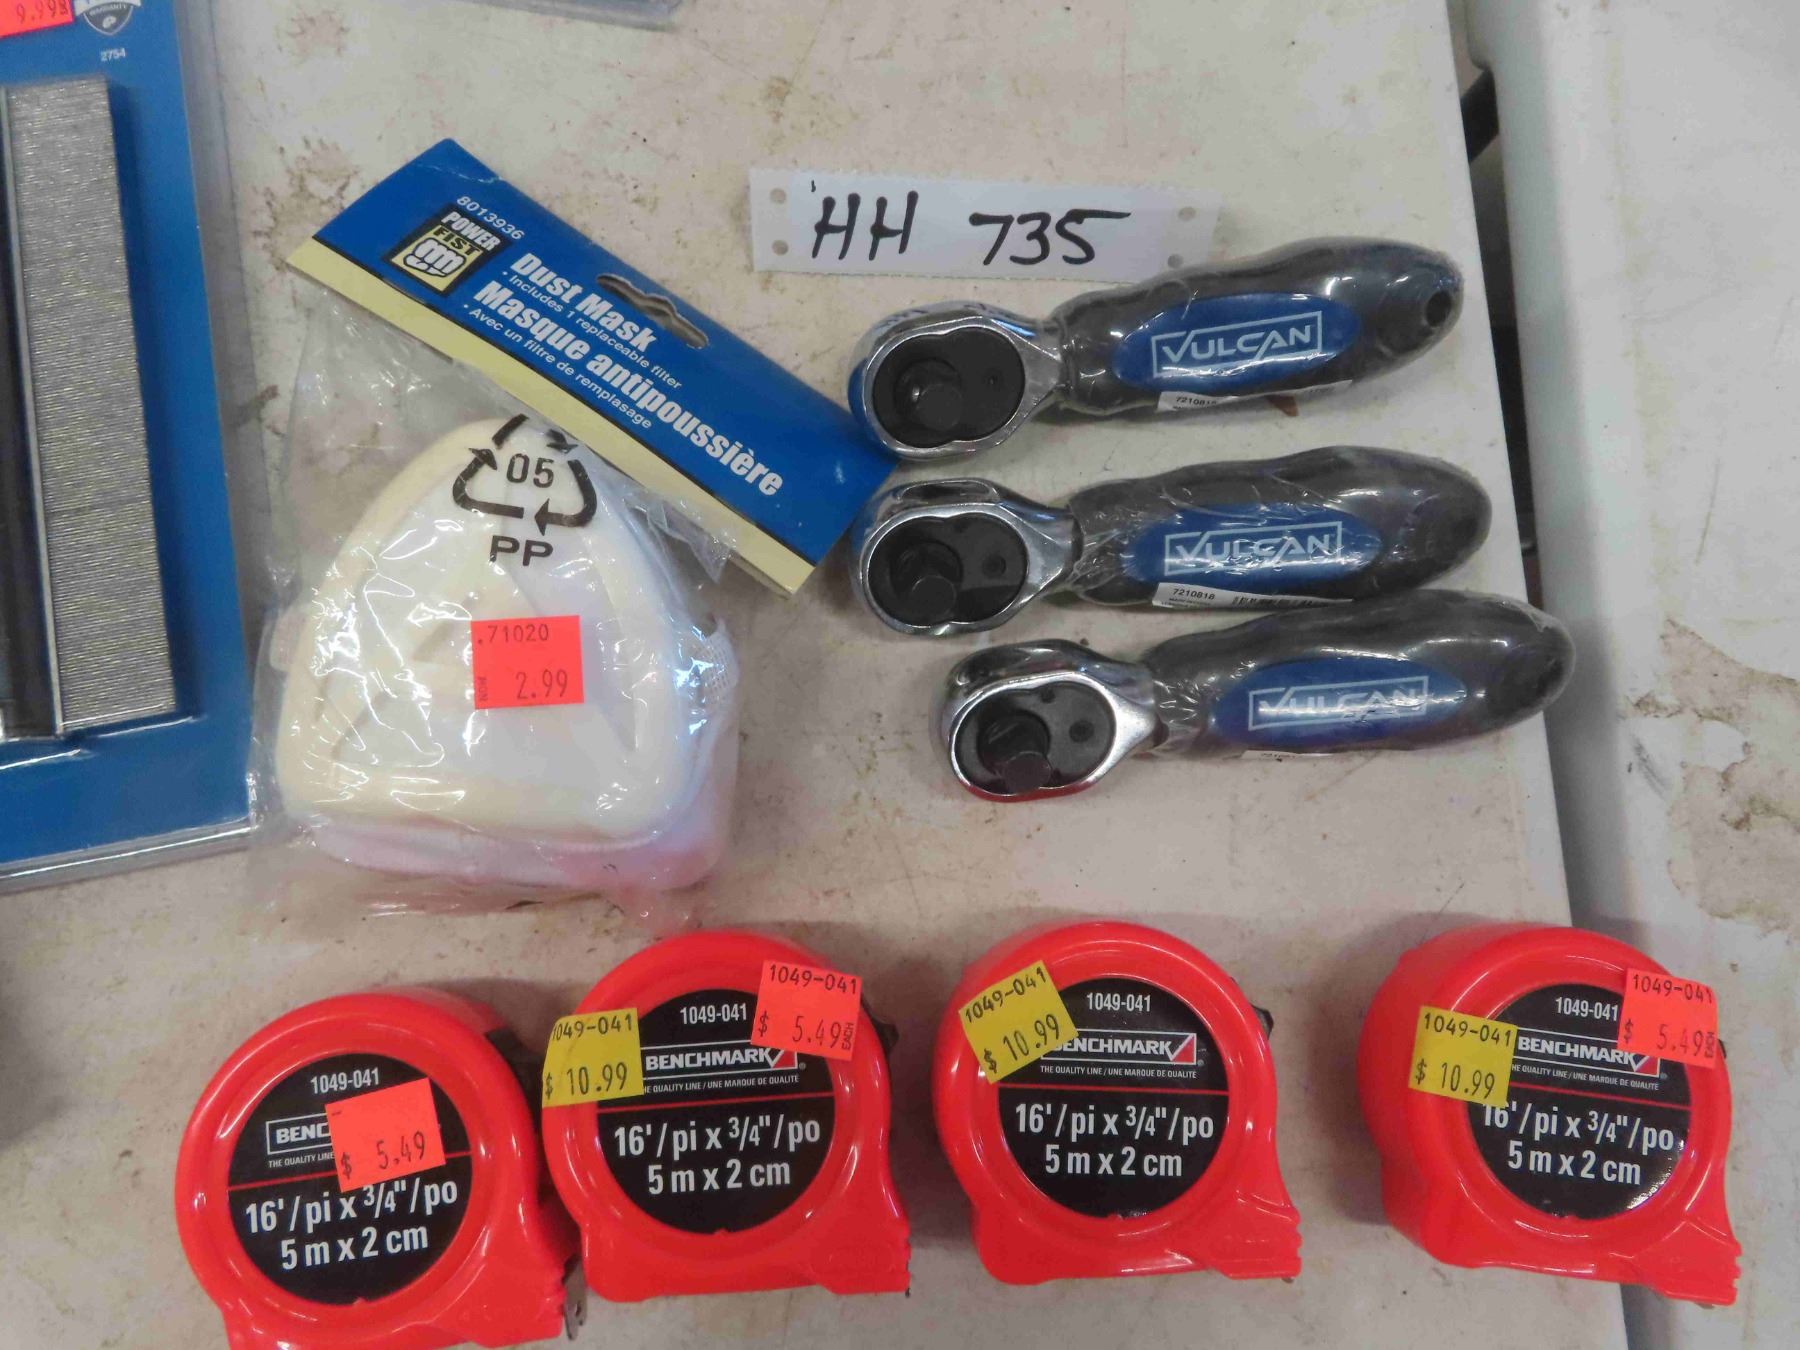 9.99
WARRANTY
2754
8013936
POWER
FIST
Dust Mask
· Includes 1 replaceable filter
Masque antipoussière
· Avec un filtre de remplasage
05
PP
.71020
2.99
HH 735
VULCAN
7210818
VULCAN
7210818
VULCAN
1049-041
BENC
THE QUALITY LINE
$ 5.49
16'/pi x 3/4"/po
5 m x 2 cm
1049-041
$ 10.99
1049-041
1049-041
$ 5.49 EACH
BENCHMARK
THE QUALITY LINE / UNE MARQUE DE QUALITE
16'/pi x 3/4"/po
5 m x 2 cm
1049-041
$ 10.99
1049-041
BENCHMARK
THE QUALITY LINE / UNE MARQUE DE QUALITE
16'/pi x 3/4"/po
5 m x 2 cm
1049-041
$ 10.99
1049-041
1049-041
$ 5.49
BENCHMARK
THE QUALITY LINE / UNE MARQUE DE QUALITE
16'/pi x 3/4"/po
5 m x 2 cm